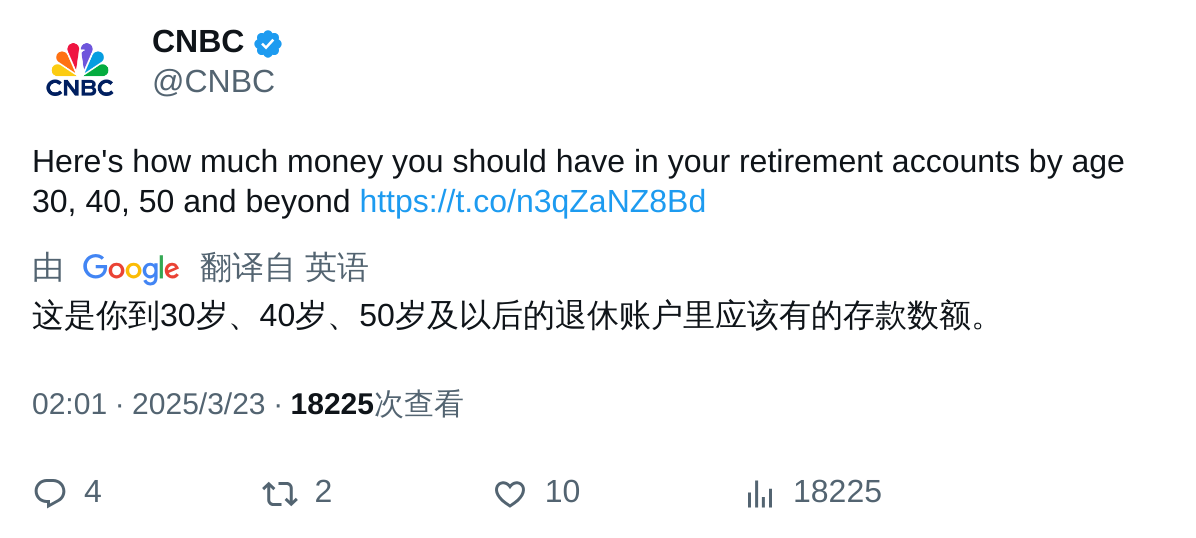 CNBC
CNBC
@CNBC
Here's how much money you should have in your retirement accounts by age
30, 40, 50 and beyond https://t.co/n3qZaNZ8Bd
由 Google 翻译自 英语
这是你到30岁、40岁、50岁及以后的退休账户里应该有的存款数额。
02:01 · 2025/3/23 · 18225次查看
4 2 10 18225